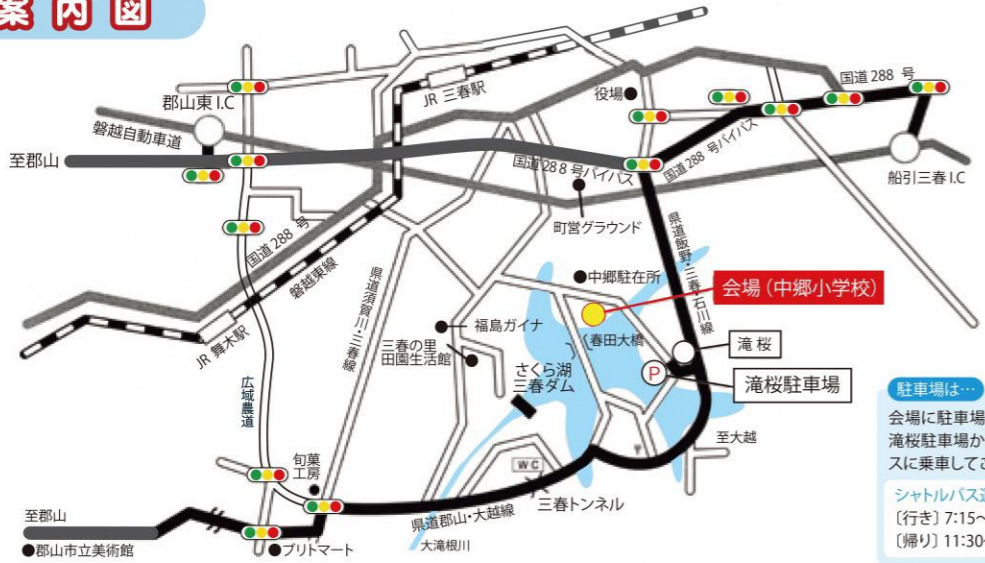 案内図
国道288号
JR 三春駅
役場
郡山東 I.C
磐越自動車道
至郡山
国道288号バイパス
国道288号バイパス
船引三春 I.C
町営グラウンド
県道飯野・三春・石川線
国道288号
磐越東線
中郷駐在所
会場(中郷小学校)
県道須賀川・三春線
福島ガイナ
春田大橋
滝桜
JR 舞木駅
三春の里
田園生活館
さくら湖
三春ダム
P
滝桜駐車場
広域農道
駐車場は…
会場に駐車場
滝桜駐車場か
スに乗車してご
至大越
〒
旬菓
工房
WC
シャトルバス運
〔行き〕7:15〜
〔帰り〕11:30〜
三春トンネル
至郡山
県道郡山・大越線
大滝根川
郡山市立美術館
プリトマート